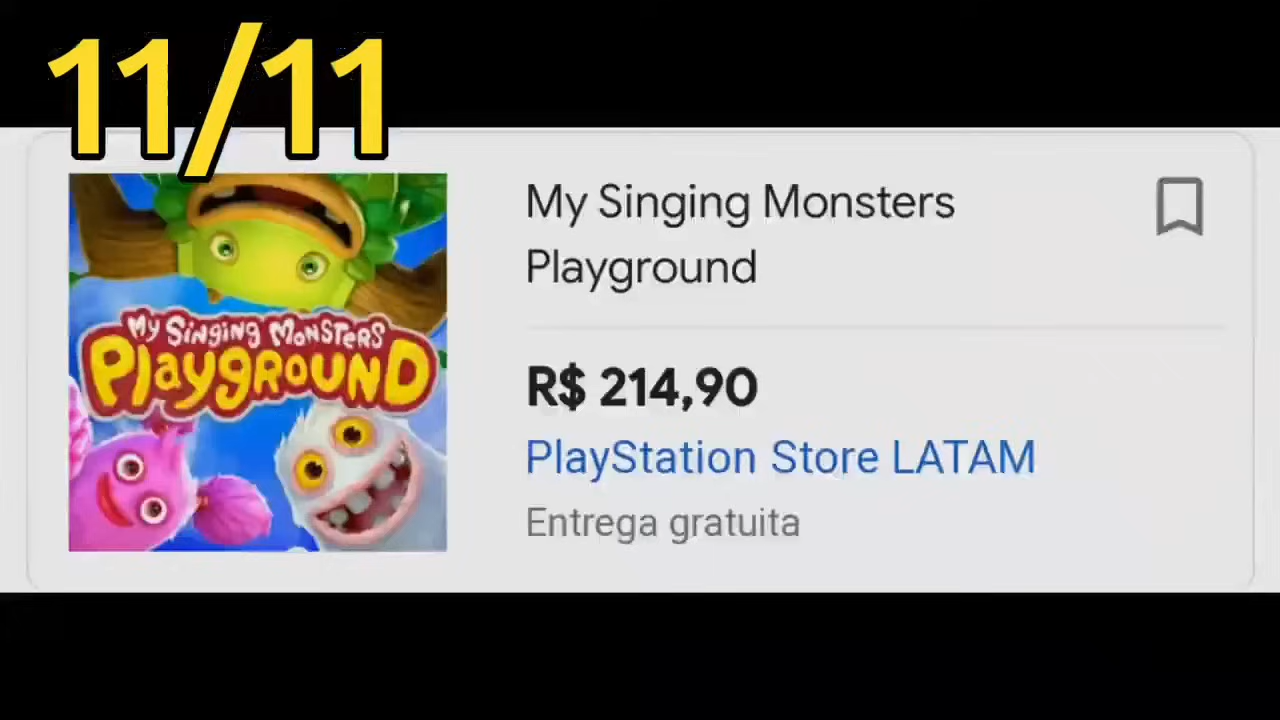 11/11
My Singing Monsters
Playground
My Singing Monsters
Playground
R$ 214,90
PlayStation Store LATAM
Entrega gratuita